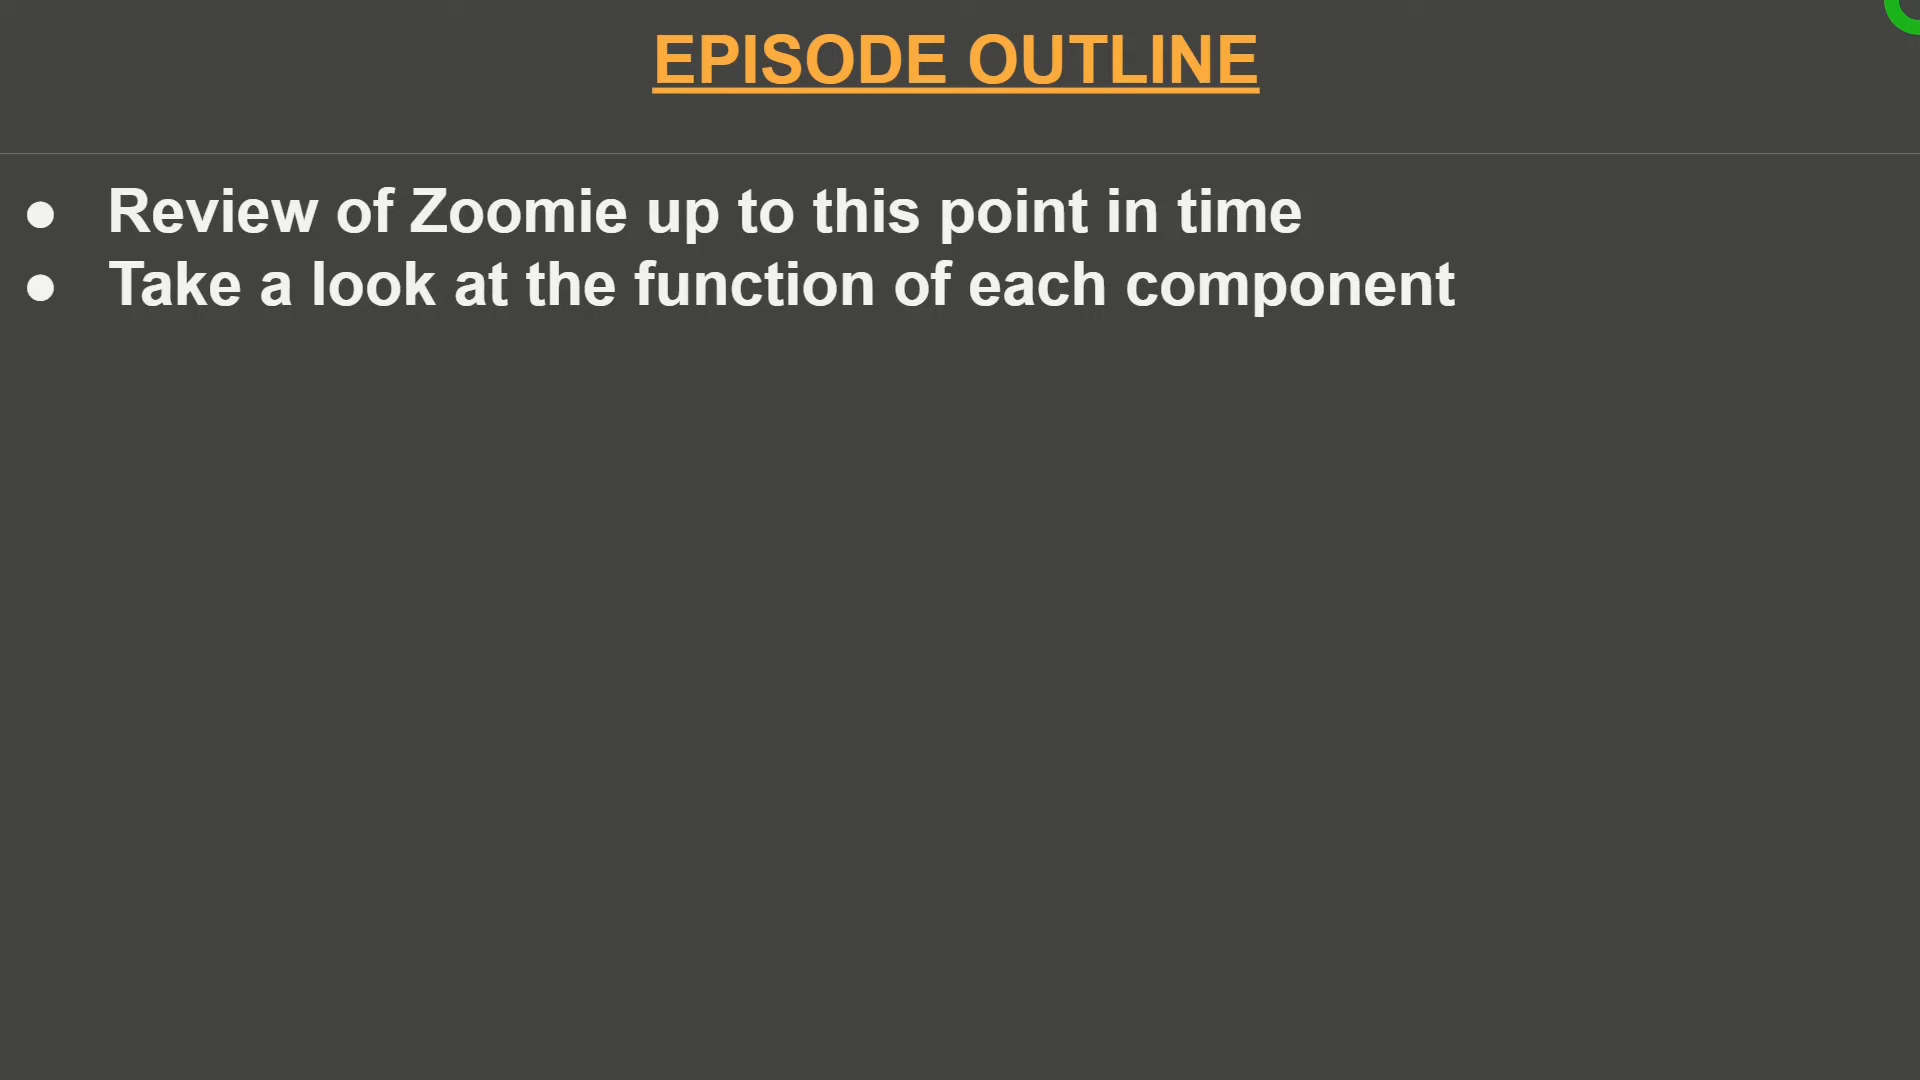 EPISODE OUTLINE
● Review of Zoomie up to this point in time
● Take a look at the function of each component